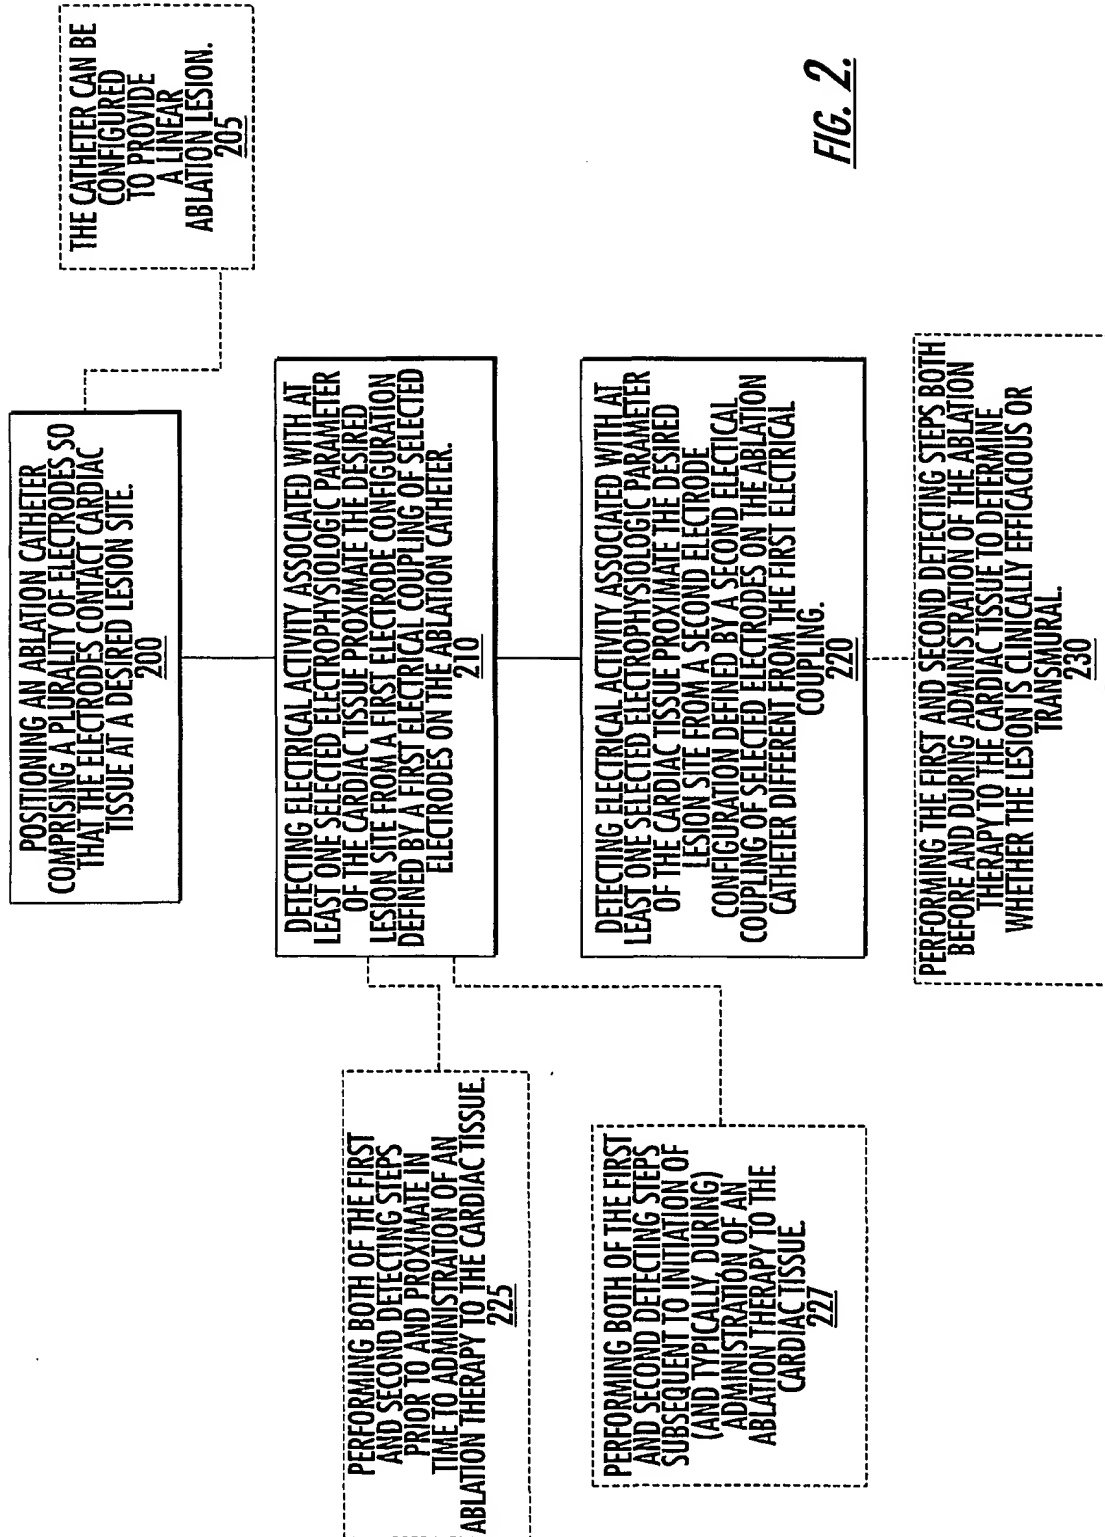 POSITIONING AN ABLATION CATHETER
COMPRISING A PLURALITY OF ELECTRODES SO
THAT THE ELECTRODES CONTACT CARDIAC
TISSUE AT A DESIRED LESION SITE.
200
THE CATHETER CAN BE
CONFIGURED
TO PROVIDE
A LINEAR
ABLATION LESION.
205
DETECTING ELECTRICAL ACTIVITY ASSOCIATED WITH AT
LEAST ONE SELECTED ELECTROPHYSIOLOGIC PARAMETER
OF THE CARDIAC TISSUE PROXIMATE THE DESIRED
LESION SITE FROM A FIRST ELECTRODE CONFIGURATION
DEFINED BY A FIRST ELECTRICAL COUPLING OF SELECTED
ELECTRODES ON THE ABLATION CATHETER.
210
PERFORMING BOTH OF THE FIRST
AND SECOND DETECTING STEPS
PRIOR TO AND PROXIMATE IN
TIME TO ADMINISTRATION OF AN
ABLATION THERAPY TO THE CARDIAC TISSUE.
225
DETECTING ELECTRICAL ACTIVITY ASSOCIATED WITH AT
LEAST ONE SELECTED ELECTROPHYSIOLOGIC PARAMETER
OF THE CARDIAC TISSUE PROXIMATE THE DESIRED
LESION SITE FROM A SECOND ELECTRODE
CONFIGURATION DEFINED BY A SECOND ELECTICAL
COUPLING OF SELECTED ELECTRODES ON THE ABLATION
CATHETER DIFFERENT FROM THE FIRST ELECTRICAL
COUPLING.
220
PERFORMING BOTH OF THE FIRST
AND SECOND DETECTING STEPS
SUBSEQUENT TO INITIATION OF
(AND TYPICALLY, DURING)
ADMINISTRATION OF AN
ABLATION THERAPY TO THE
CARDIAC TISSUE.
227
PERFORMING THE FIRST AND SECOND DETECTING STEPS BOTH
BEFORE AND DURING ADMINISTRATION OF THE ABLATION
THERAPY TO THE CARDIAC TISSUE TO DETERMINE
WHETHER THE LESION IS CLINICALLY EFFICACIOUS OR
TRANSMURAL.
230
FIG. 2.